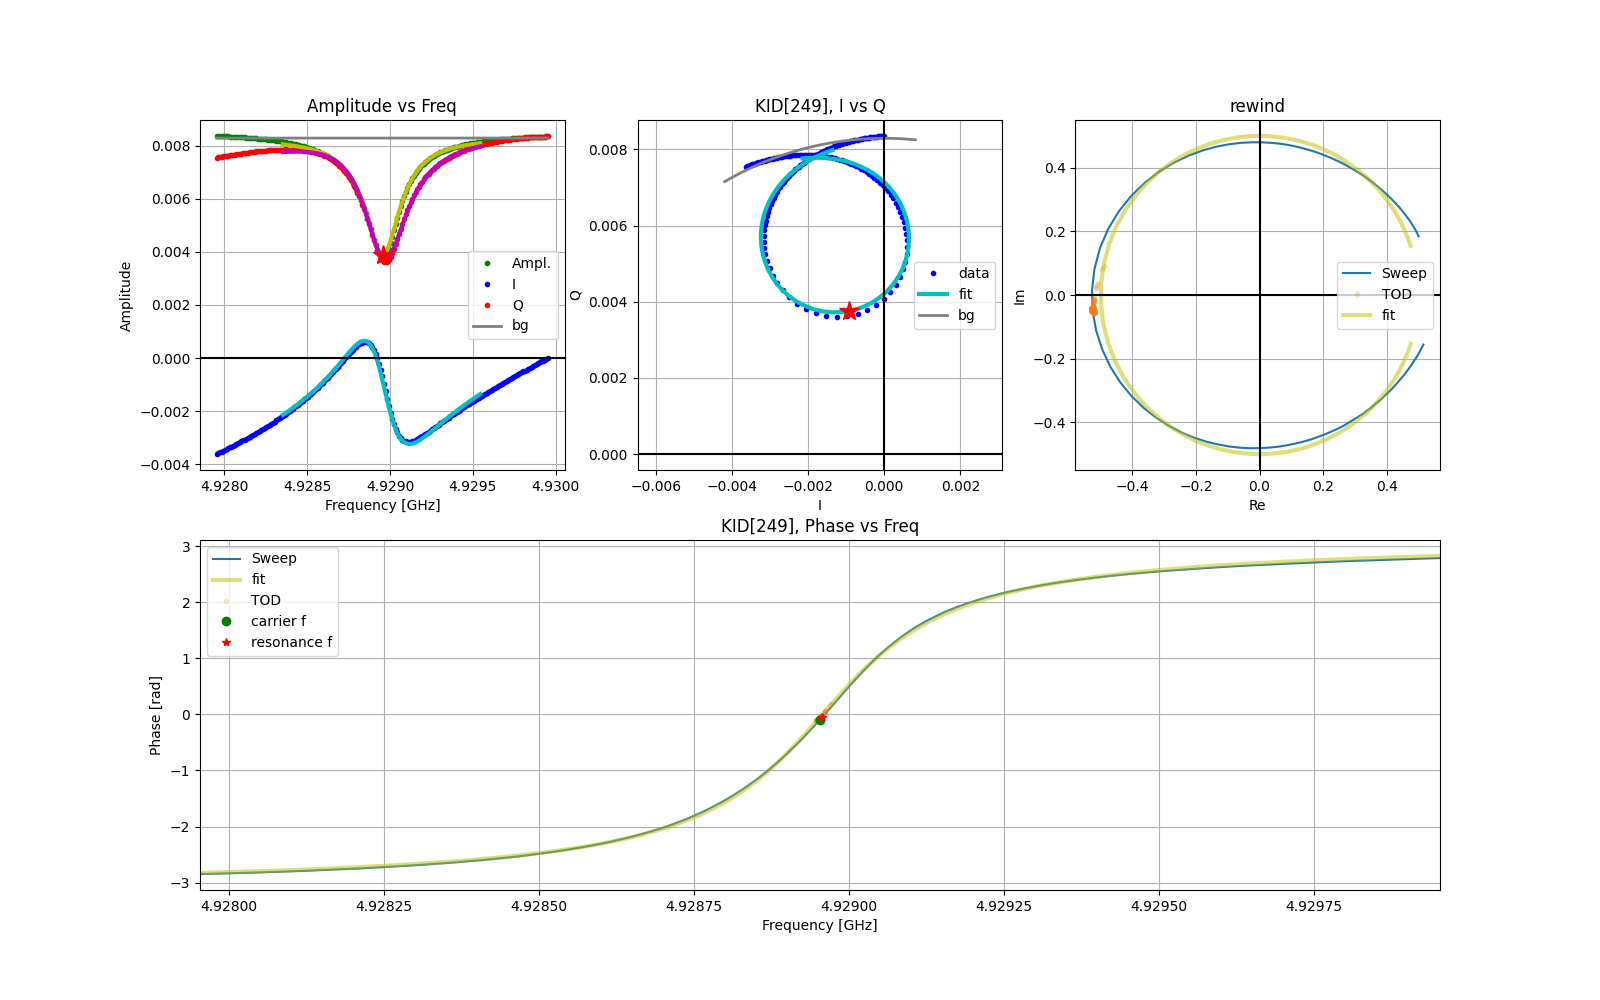 Amplitude vs Freq
KID[249], I vs Q
rewind
0.008
0.006
0.004
0.002
0.000
−0.002
−0.004
Amplitude
Ampl.
I
Q
bg
4.9280
4.9285
4.9290
4.9295
4.9300
Frequency [GHz]
0.008
0.006
0.004
0.002
0.000
Q
data
fit
bg
−0.006
−0.004
−0.002
0.000
0.002
I
0.4
0.2
0.0
−0.2
−0.4
Im
Sweep
TOD
fit
−0.4
−0.2
0.0
0.2
0.4
Re
KID[249], Phase vs Freq
3
2
1
0
−1
−2
−3
Phase [rad]
Sweep
fit
TOD
carrier f
resonance f
4.92800
4.92825
4.92850
4.92875
4.92900
4.92925
4.92950
4.92975
Frequency [GHz]